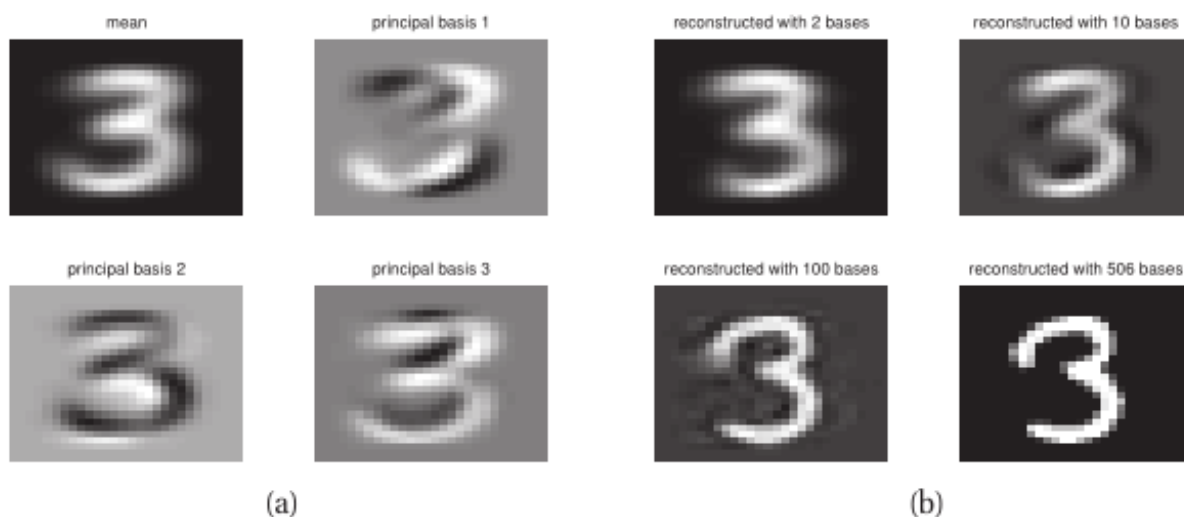 mean
principal basis 1
reconstructed with 2 bases
reconstructed with 10 bases
principal basis 2
principal basis 3
reconstructed with 100 bases
reconstructed with 506 bases
(a)
(b)